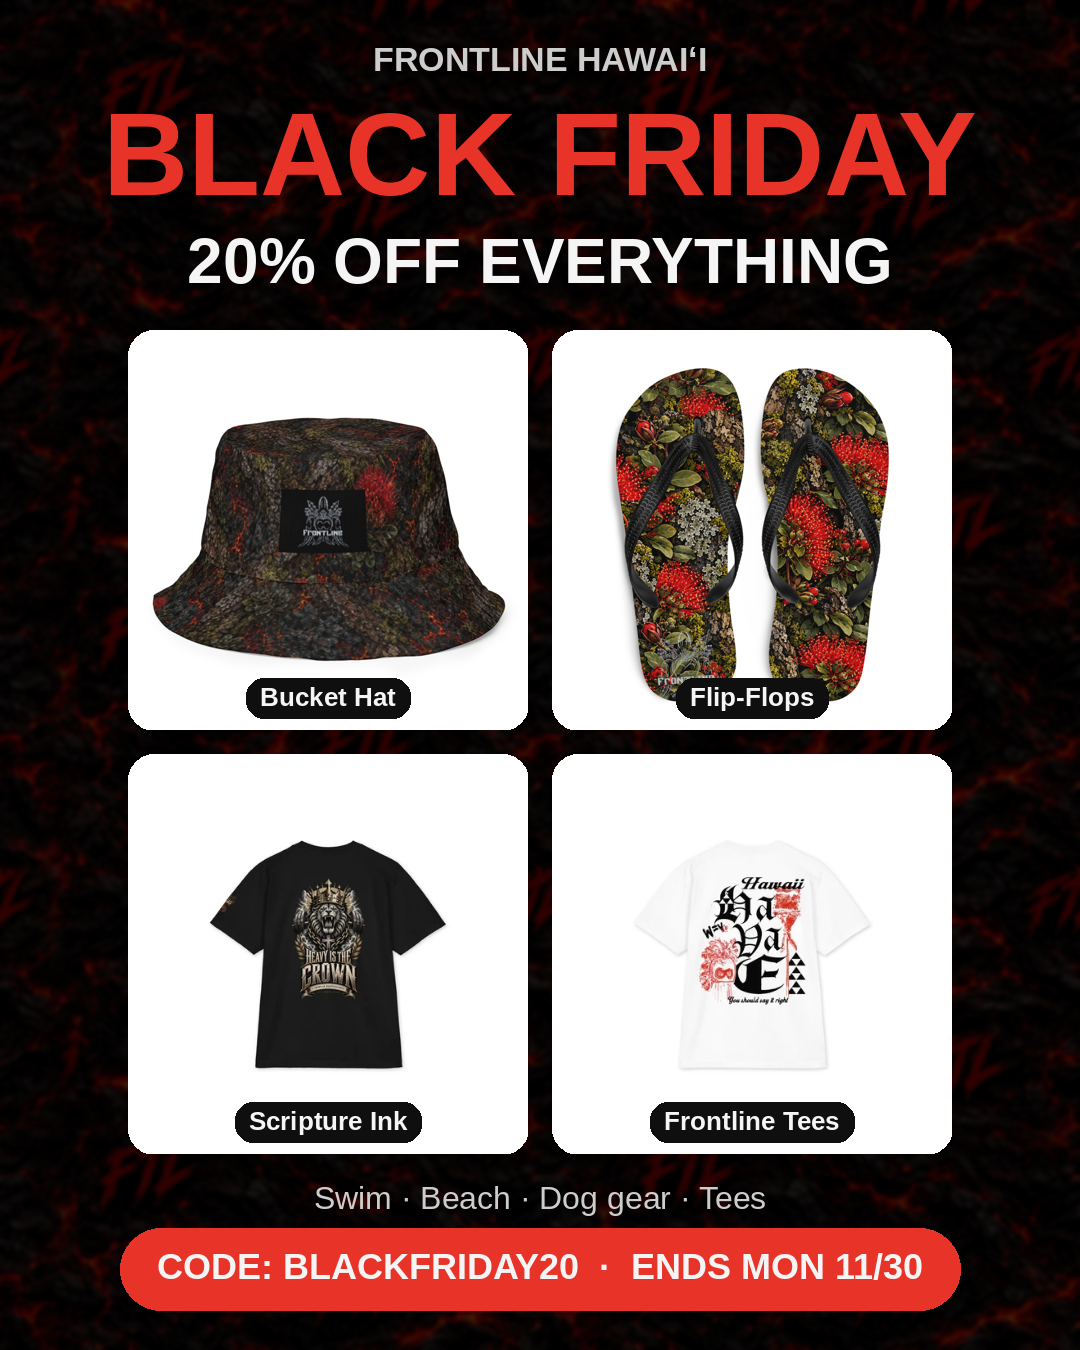 FRONTLINE HAWAIʻI
BLACK FRIDAY
20% OFF EVERYTHING
FRONTLINE
Bucket Hat
Flip-Flops
HEAVY IS THE
CROWN
Scripture Ink
Hawaii
Ha
Va
E
You should say it right
Frontline Tees
Swim · Beach · Dog gear · Tees
CODE: BLACKFRIDAY20 · ENDS MON 11/30